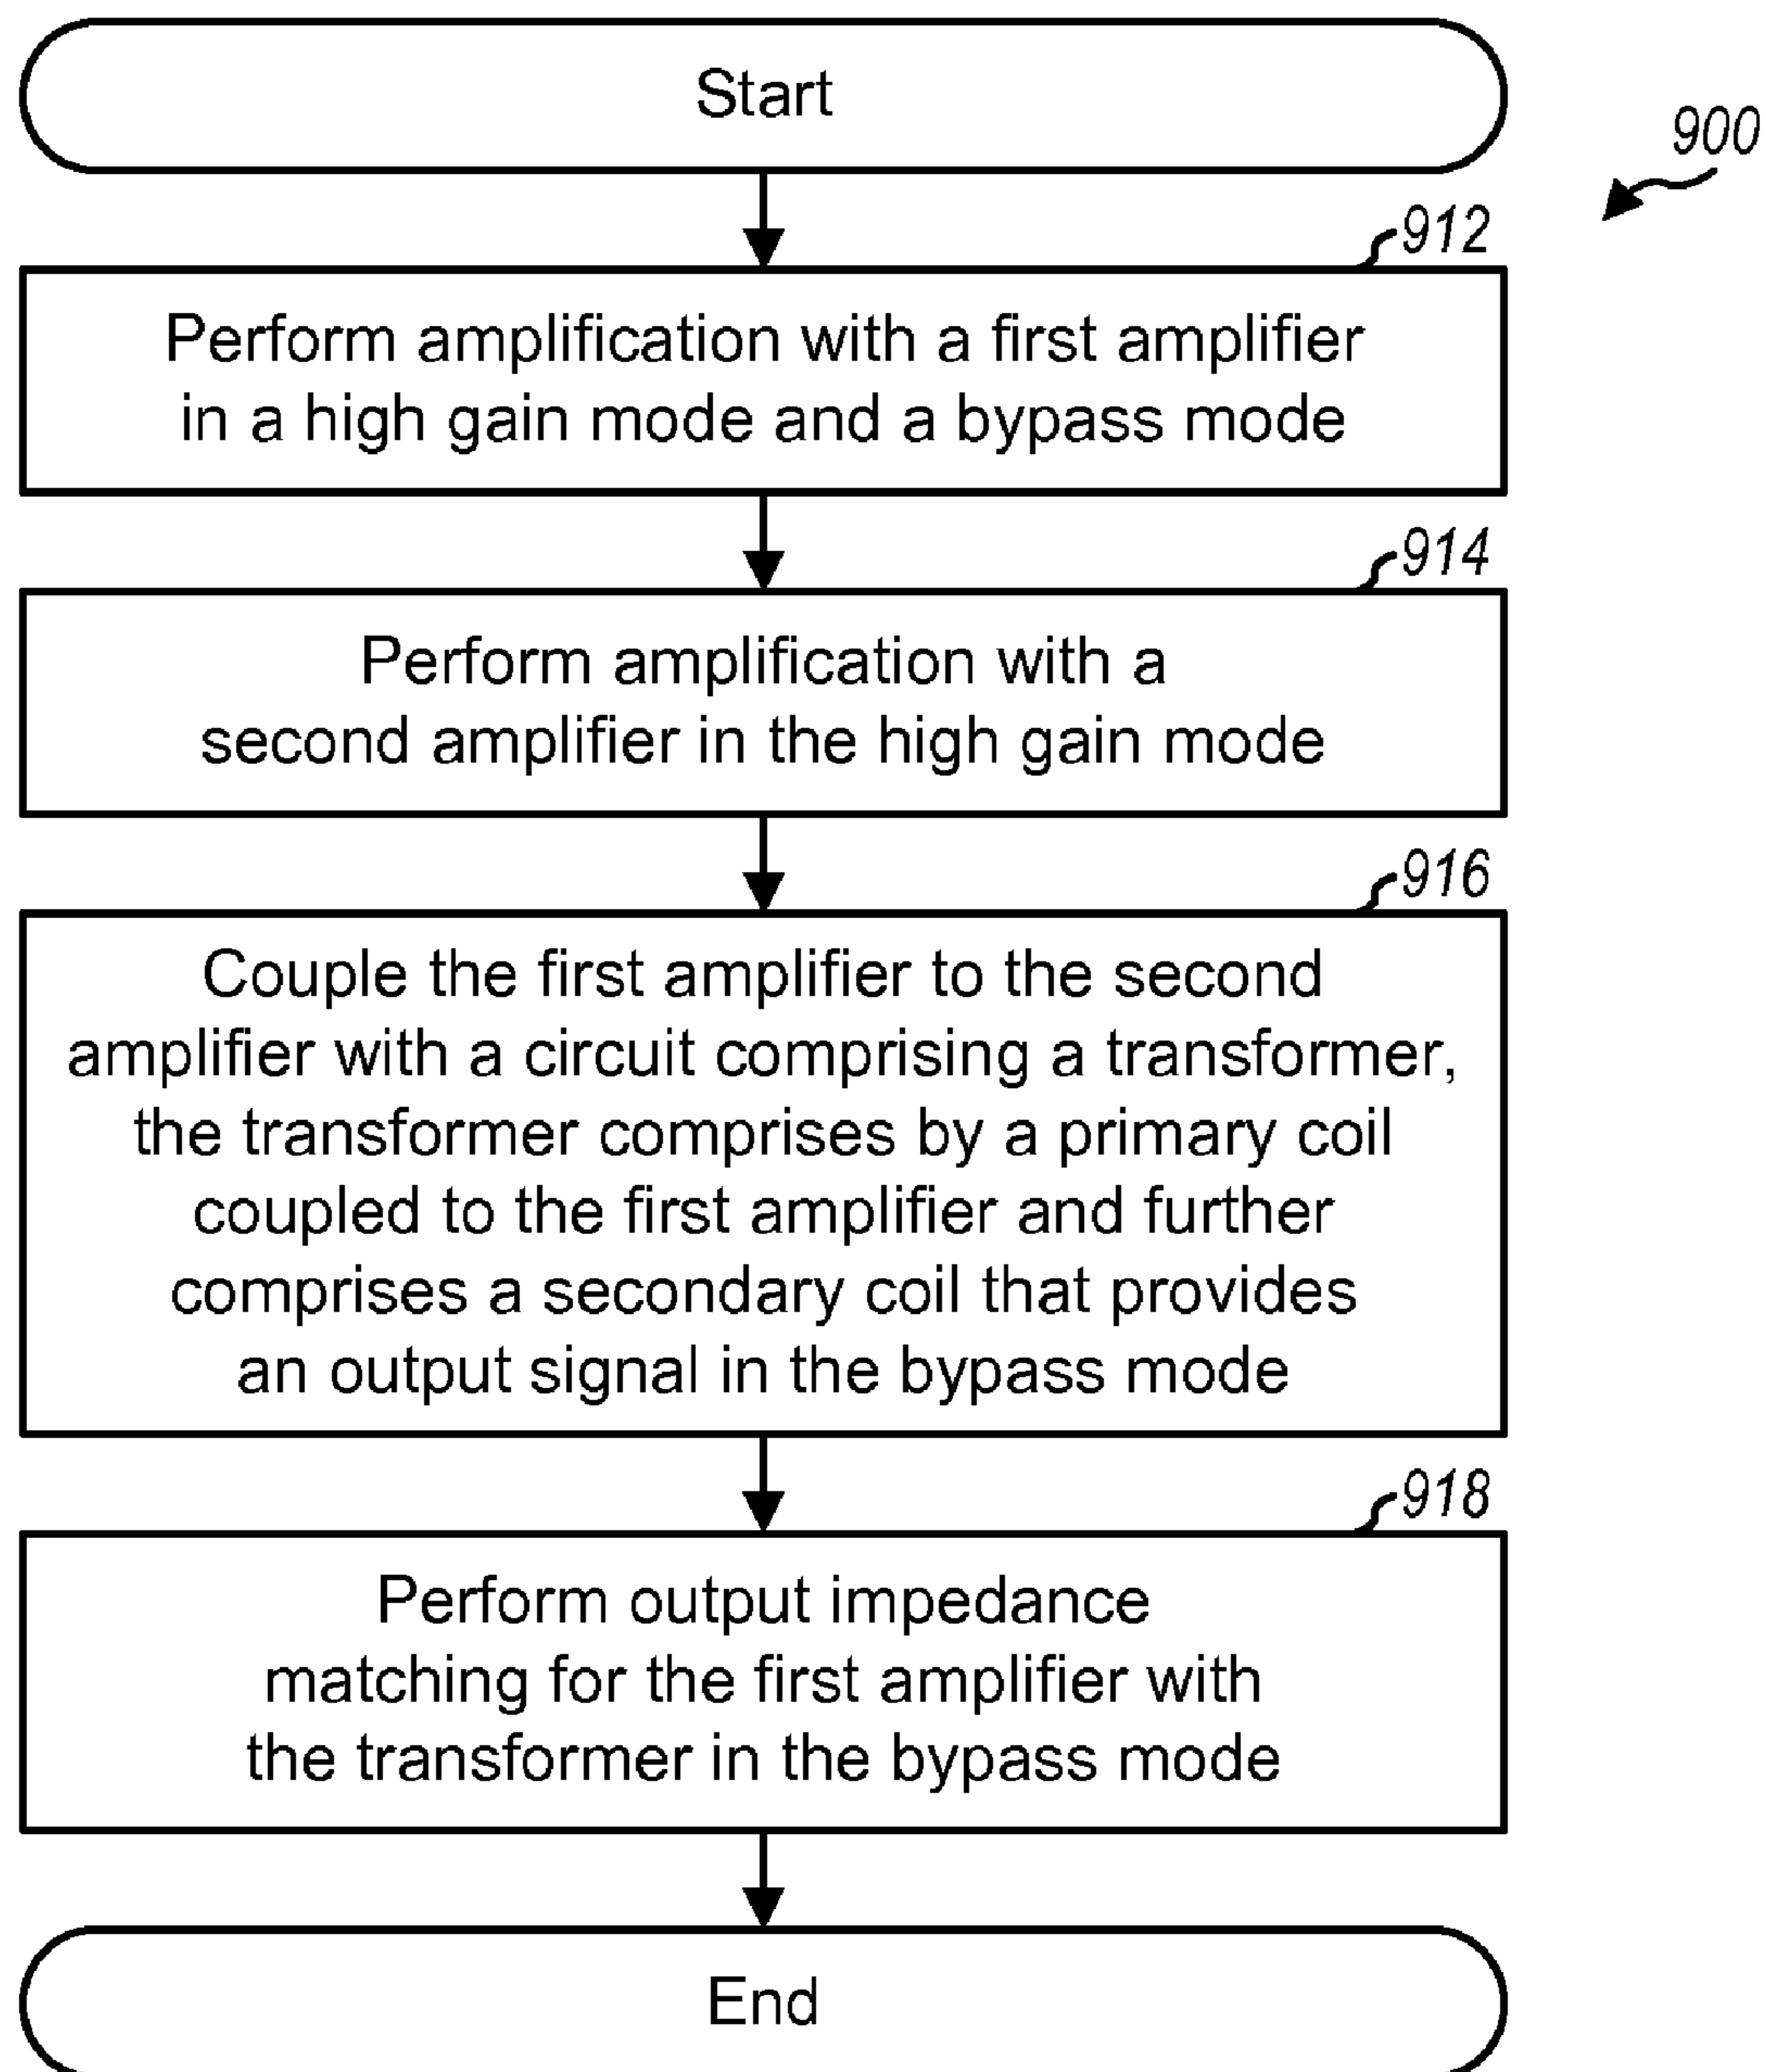 Start
900
912
Perform amplification with a first amplifier
in a high gain mode and a bypass mode
914
Perform amplification with a
second amplifier in the high gain mode
916
Couple the first amplifier to the second
amplifier with a circuit comprising a transformer,
the transformer comprises by a primary coil
coupled to the first amplifier and further
comprises a secondary coil that provides
an output signal in the bypass mode
918
Perform output impedance
matching for the first amplifier with
the transformer in the bypass mode
End